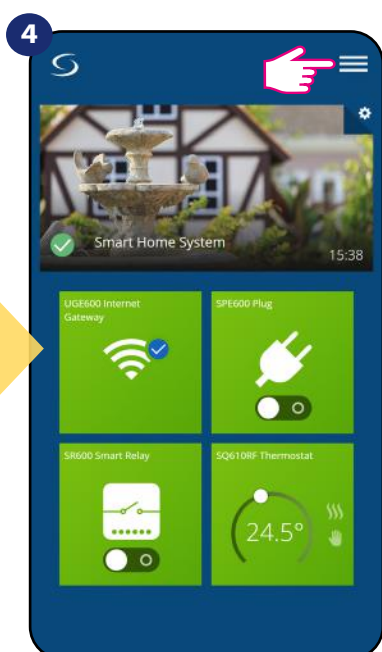 4
Smart Home System
15:38
UGE600 Internet
Gateway
SPE600 Plug
SR600 Smart Relay
SQ610RF Thermostat
24.5°